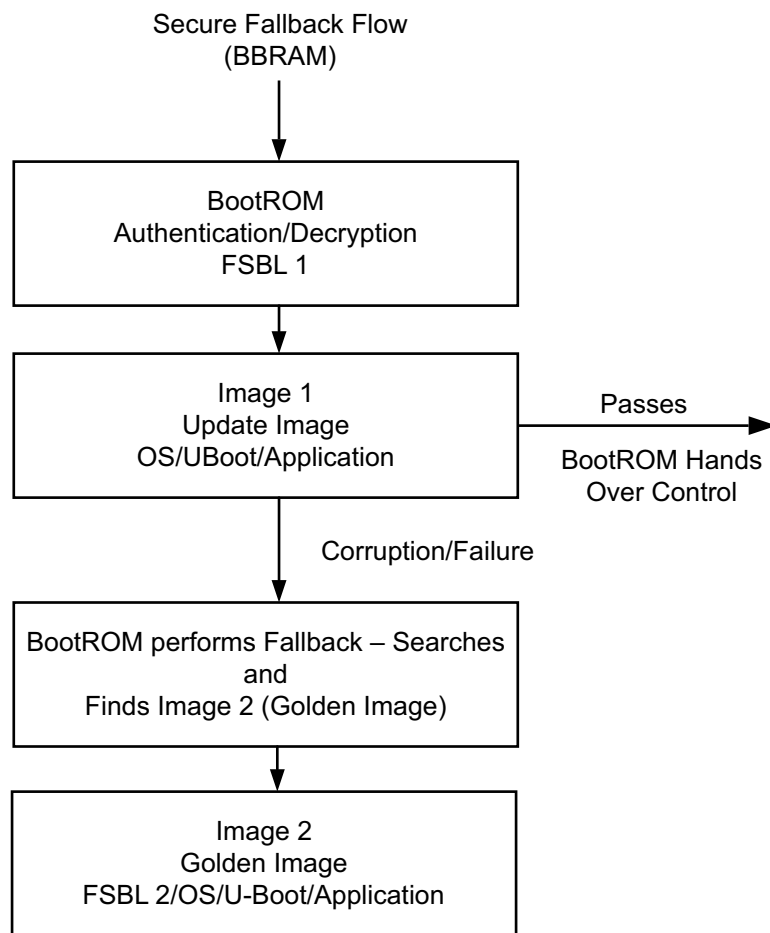 Secure Fallback Flow
(BBRAM)
BootROM
Authentication/Decryption
FSBL 1
Image 1
Update Image
OS/UBoot/Application
Passes
BootROM Hands
Over Control
Corruption/Failure
BootROM performs Fallback – Searches
and
Finds Image 2 (Golden Image)
Image 2
Golden Image
FSBL 2/OS/U-Boot/Application